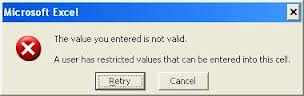 Microsoft Excel
The value you entered is not valid.
A user has restricted values that can be entered into this cell.
Retry
Cancel